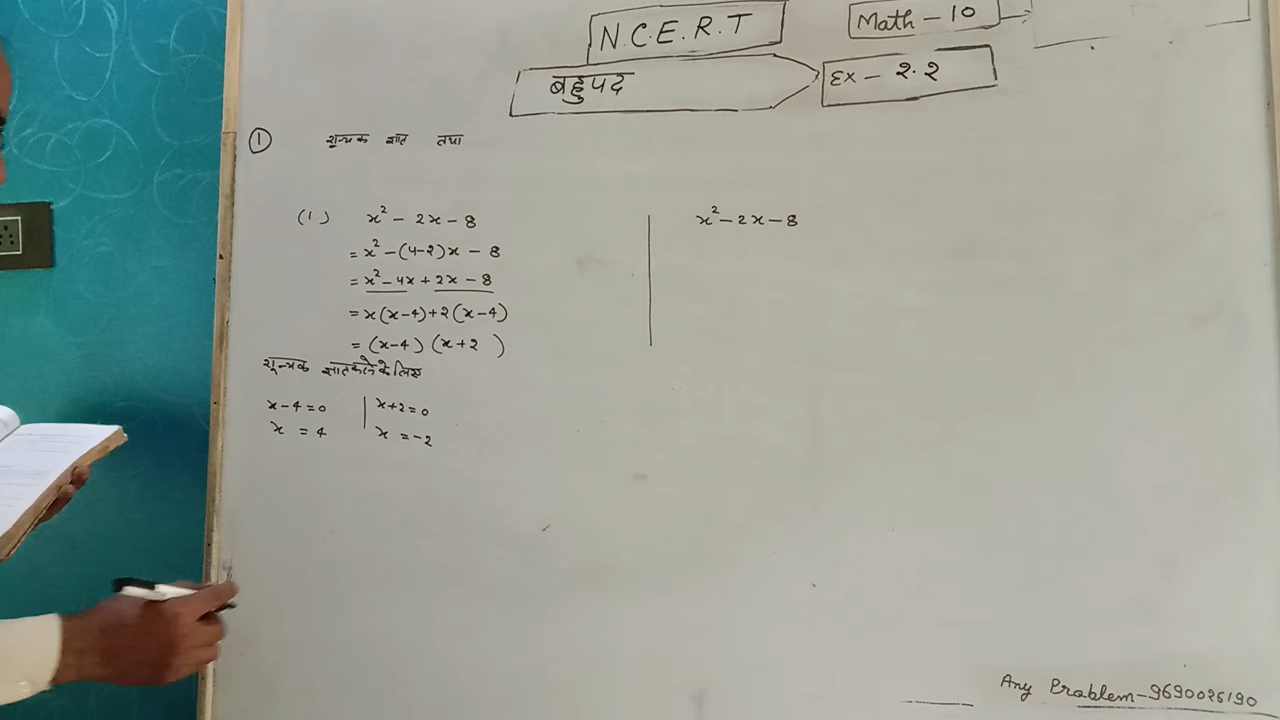 N.C.E.R.T
Math - 10
बहुपद
Ex - २.२
① शून्यक ज्ञात तथा
(i) x² - 2x - 8
= x² - (4-2)x - 8
= x² - 4x + 2x - 8
= x(x-4)+2(x-4)
= (x-4) (x+2)
शून्यक ज्ञात करने के लिए
x - 4 = 0 | x + 2 = 0
x = 4 | x = -2
x² - 2x - 8
Any Problem - 9690026190